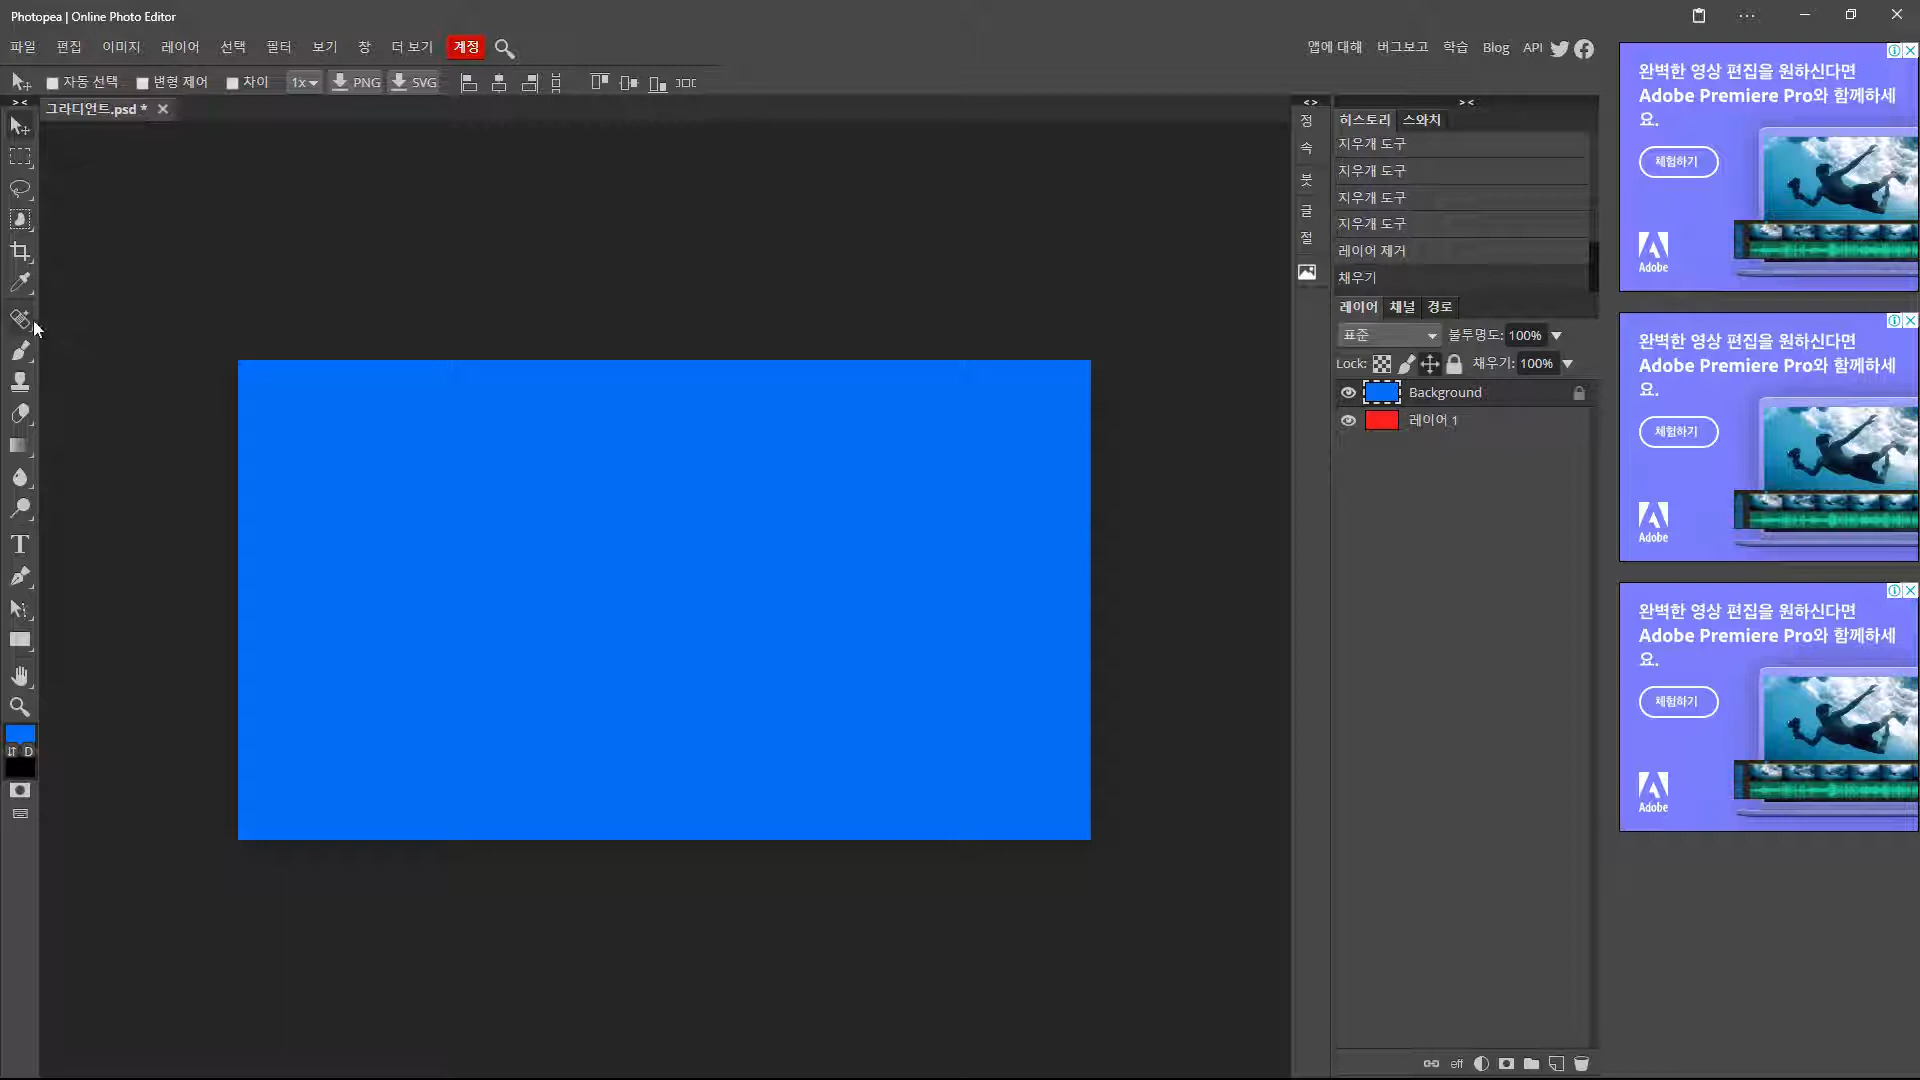 Photopea | Online Photo Editor
파일 편집 이미지 레이어 선택 필터 보기 창 더 보기 계정
앱에 대해 버그보고 학습 Blog API
자동 선택 변형 제어 차이 1x PNG SVG
그라디언트.psd *
정
속
붓
글
절
히스토리 스와치
지우개 도구
지우개 도구
지우개 도구
지우개 도구
레이어 제거
채우기
레이어 채널 경로
표준 불투명도: 100%
Lock: 채우기: 100%
Background
레이어 1
T
D
eff
완벽한 영상 편집을 원하신다면
Adobe Premiere Pro와 함께하세
요.
체험하기
Adobe
완벽한 영상 편집을 원하신다면
Adobe Premiere Pro와 함께하세
요.
체험하기
Adobe
완벽한 영상 편집을 원하신다면
Adobe Premiere Pro와 함께하세
요.
체험하기
Adobe